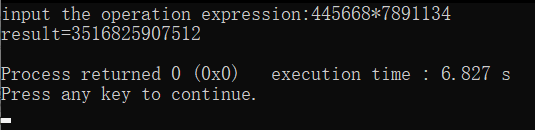 input the operation expression:445668*7891134
result=3516825907512
Process returned 0 (0x0)   execution time : 6.827 s
Press any key to continue.